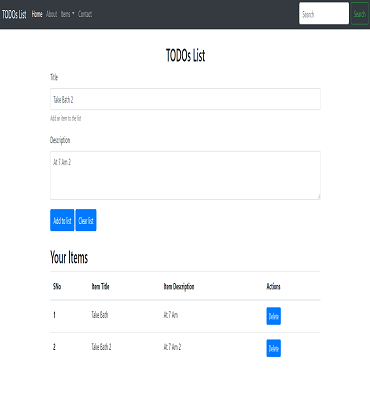 TODOs List Home About Items Contact Search Search
TODOs List
Title
Take Bath 2
Add an item to the list
Description
At 7 Am 2
Add to list Clear list
Your Items
SNo Item Title Item Description Actions
1 Take Bath At 7 Am Delete
2 Take Bath 2 At 7 Am 2 Delete